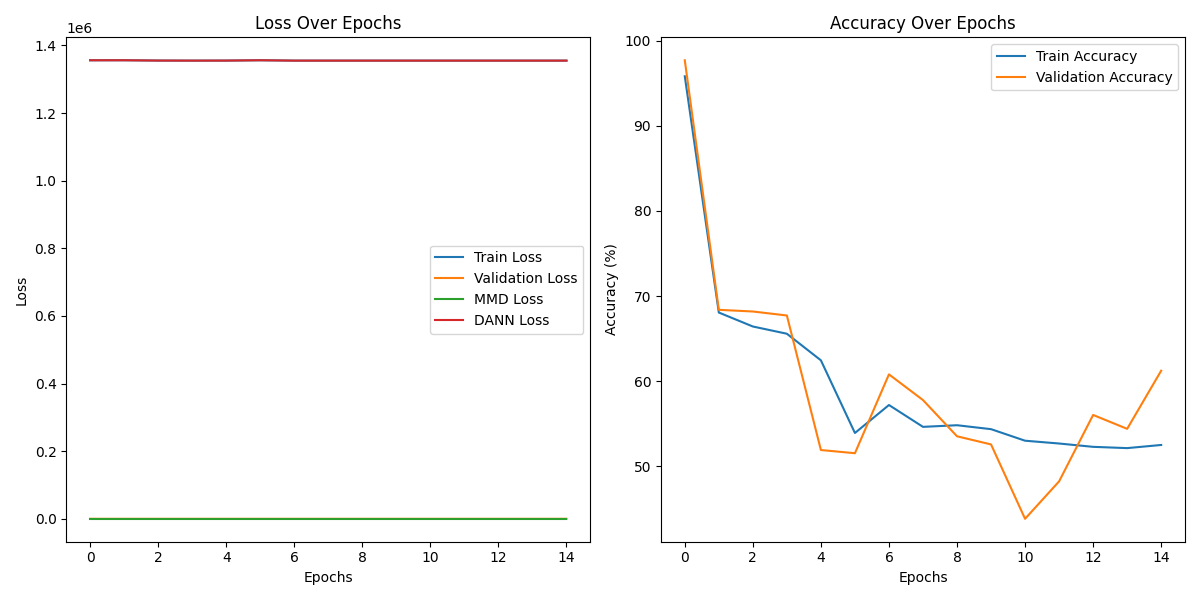 Loss Over Epochs
1e6
1.4
1.2
1.0
0.8
0.6
0.4
0.2
0.0
Loss
0 2 4 6 8 10 12 14
Epochs
Train Loss
Validation Loss
MMD Loss
DANN Loss
Accuracy Over Epochs
100
90
80
70
60
50
Accuracy (%)
0 2 4 6 8 10 12 14
Epochs
Train Accuracy
Validation Accuracy